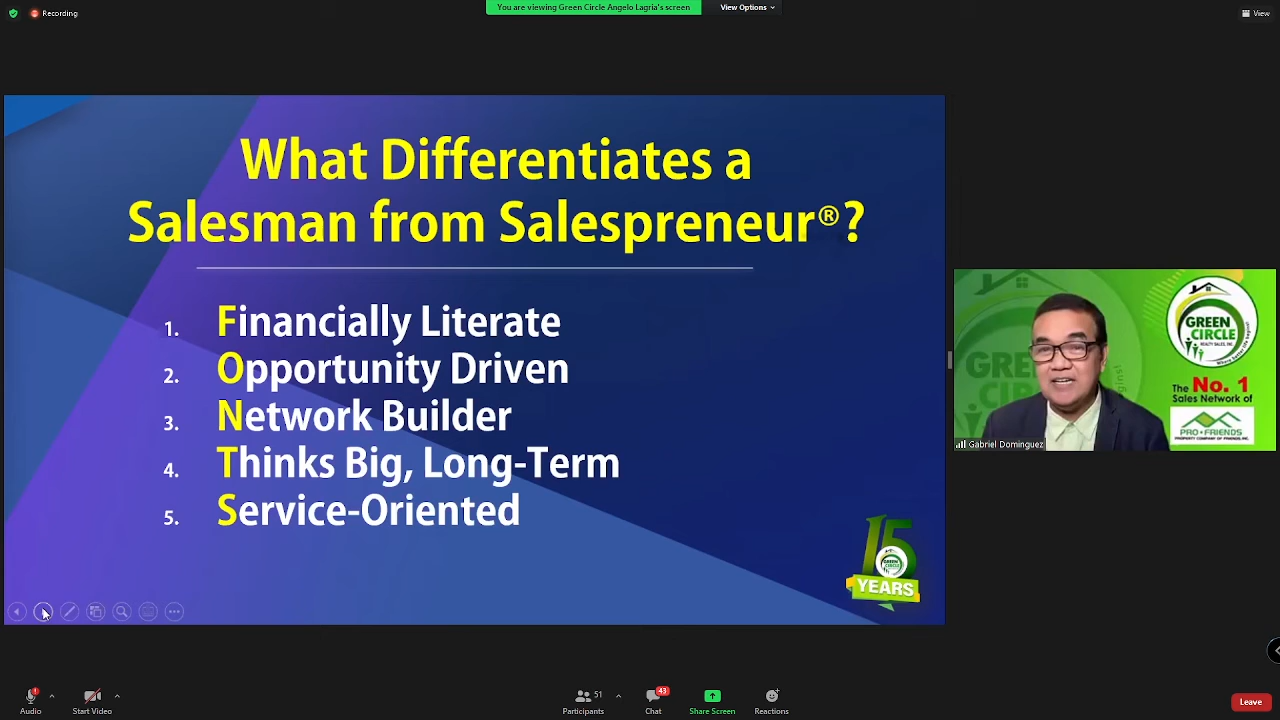 Recording
You are viewing Green Circle Angelo Lagria's screen
View Options
View
What Differentiates a
Salesman from Salespreneur®?
1. Financially Literate
2. Opportunity Driven
3. Network Builder
4. Thinks Big, Long-Term
5. Service-Oriented
15
YEARS
GREEN
CIRCLE
REALTY SALES, INC.
The No. 1
Sales Network of
PRO•FRIENDS
PROPERTY COMPANY OF FRIENDS, INC.
Gabriel Dominguez
Audio
Start Video
51
Participants
43
Chat
Share Screen
Reactions
Leave